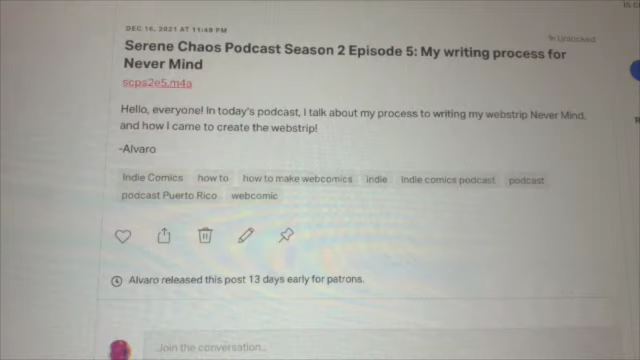 DEC 16, 2021 AT 11:49 PM
Unlocked
Serene Chaos Podcast Season 2 Episode 5: My writing process for
Never Mind
scps2e5.m4a
Hello, everyone! In today's podcast, I talk about my process to writing my webstrip Never Mind,
and how I came to create the webstrip!
-Alvaro
Indie Comics how to how to make webcomics indie Indie comics podcast podcast
podcast Puerto Rico webcomic
Alvaro released this post 13 days early for patrons.
Join the conversation...